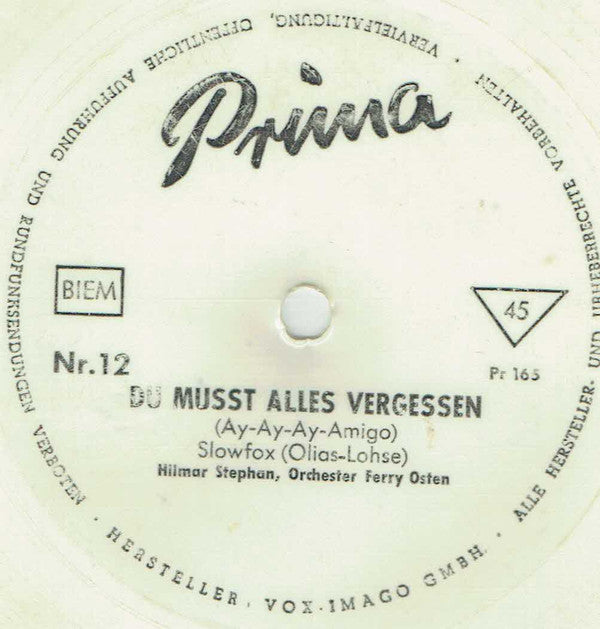 Prima
BIEM
45
Nr.12
Pr 165
DU MUSST ALLES VERGESSEN
(Ay-Ay-Ay-Amigo)
Slowfox (Olias-Lohse)
Hilmar Stephan, Orchester Ferry Osten
· HERSTELLER, VOX-IMAGO GMBH. · ALLE HERSTELLER- UND URHEBERRECHTE VORBEHALTEN · VERVIELFÄLTIGUNG, ÖFFENTLICHE AUFFÜHRUNG UND RUNDFUNKSENDUNGEN VERBOTEN